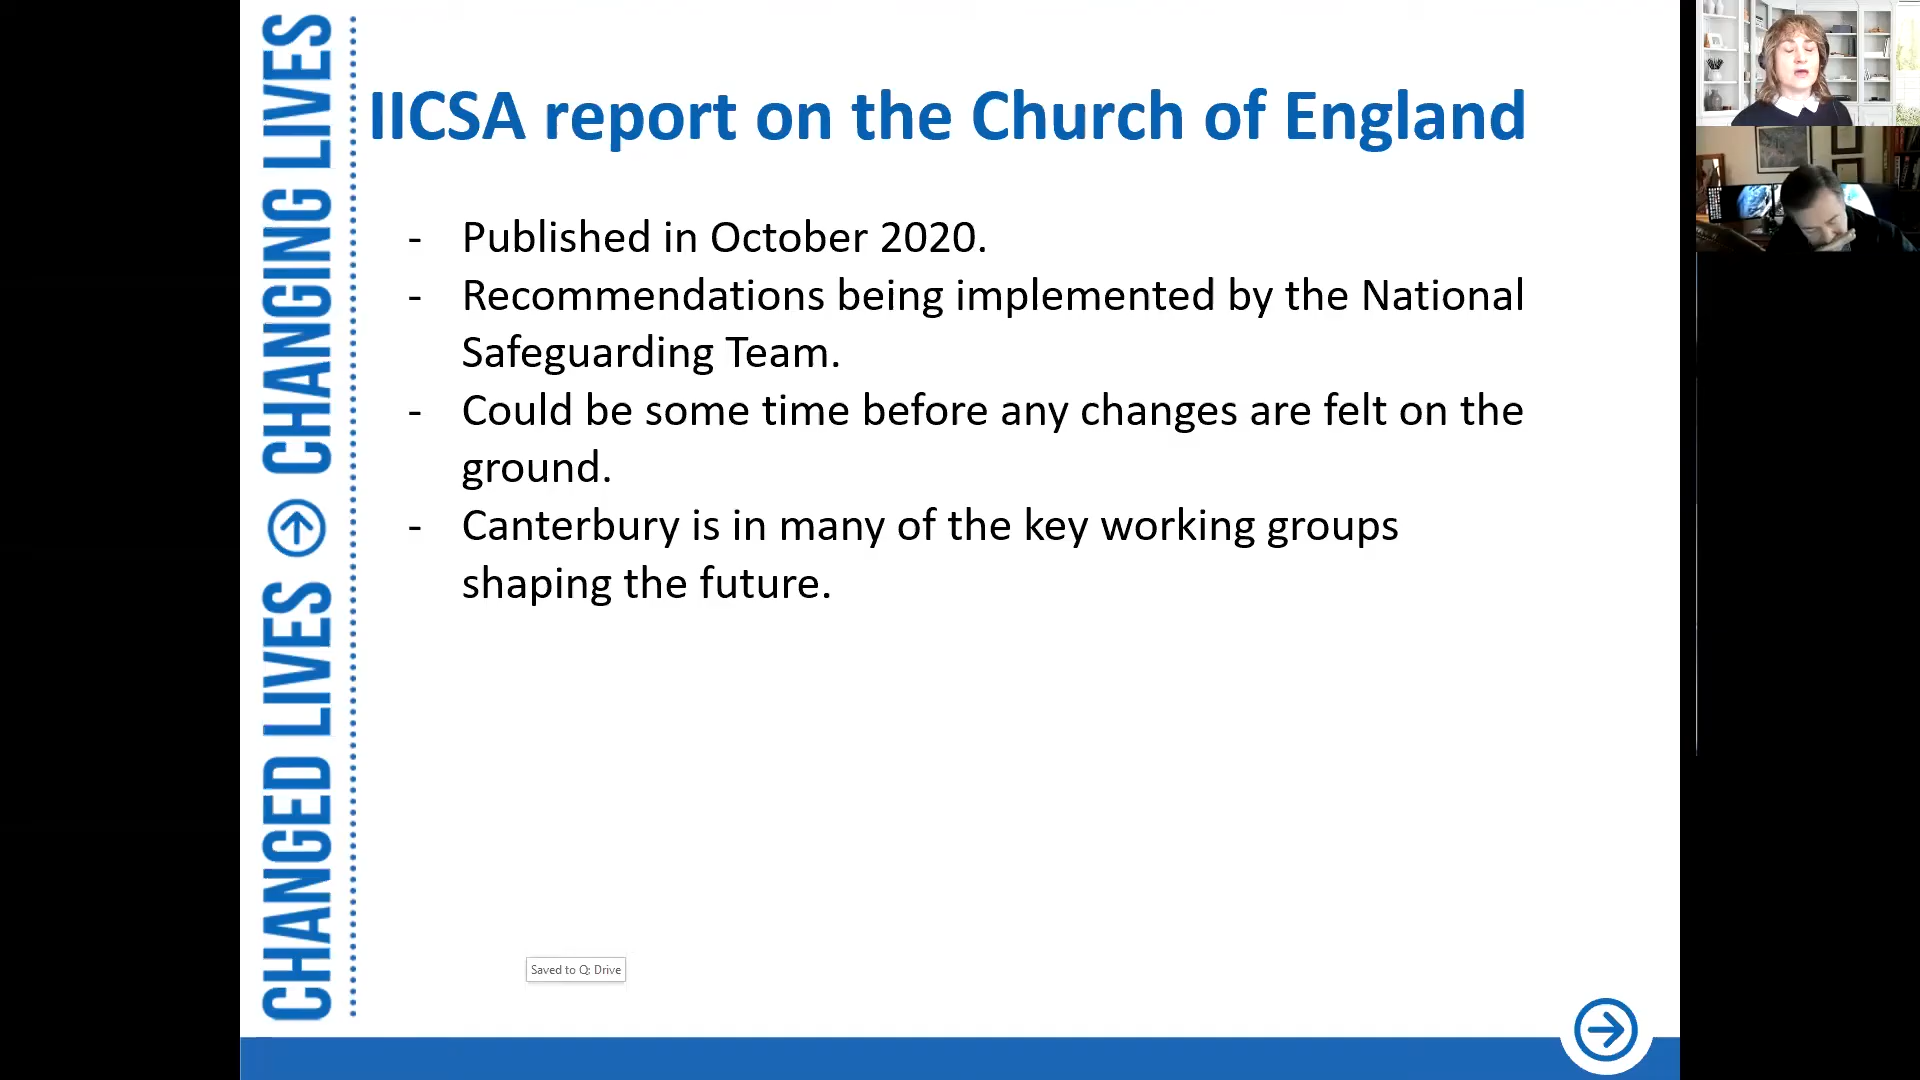 CHANGED LIVES → CHANGING LIVES
IICSA report on the Church of England
- Published in October 2020.
- Recommendations being implemented by the National
Safeguarding Team.
- Could be some time before any changes are felt on the
ground.
- Canterbury is in many of the key working groups
shaping the future.
Saved to Q: Drive